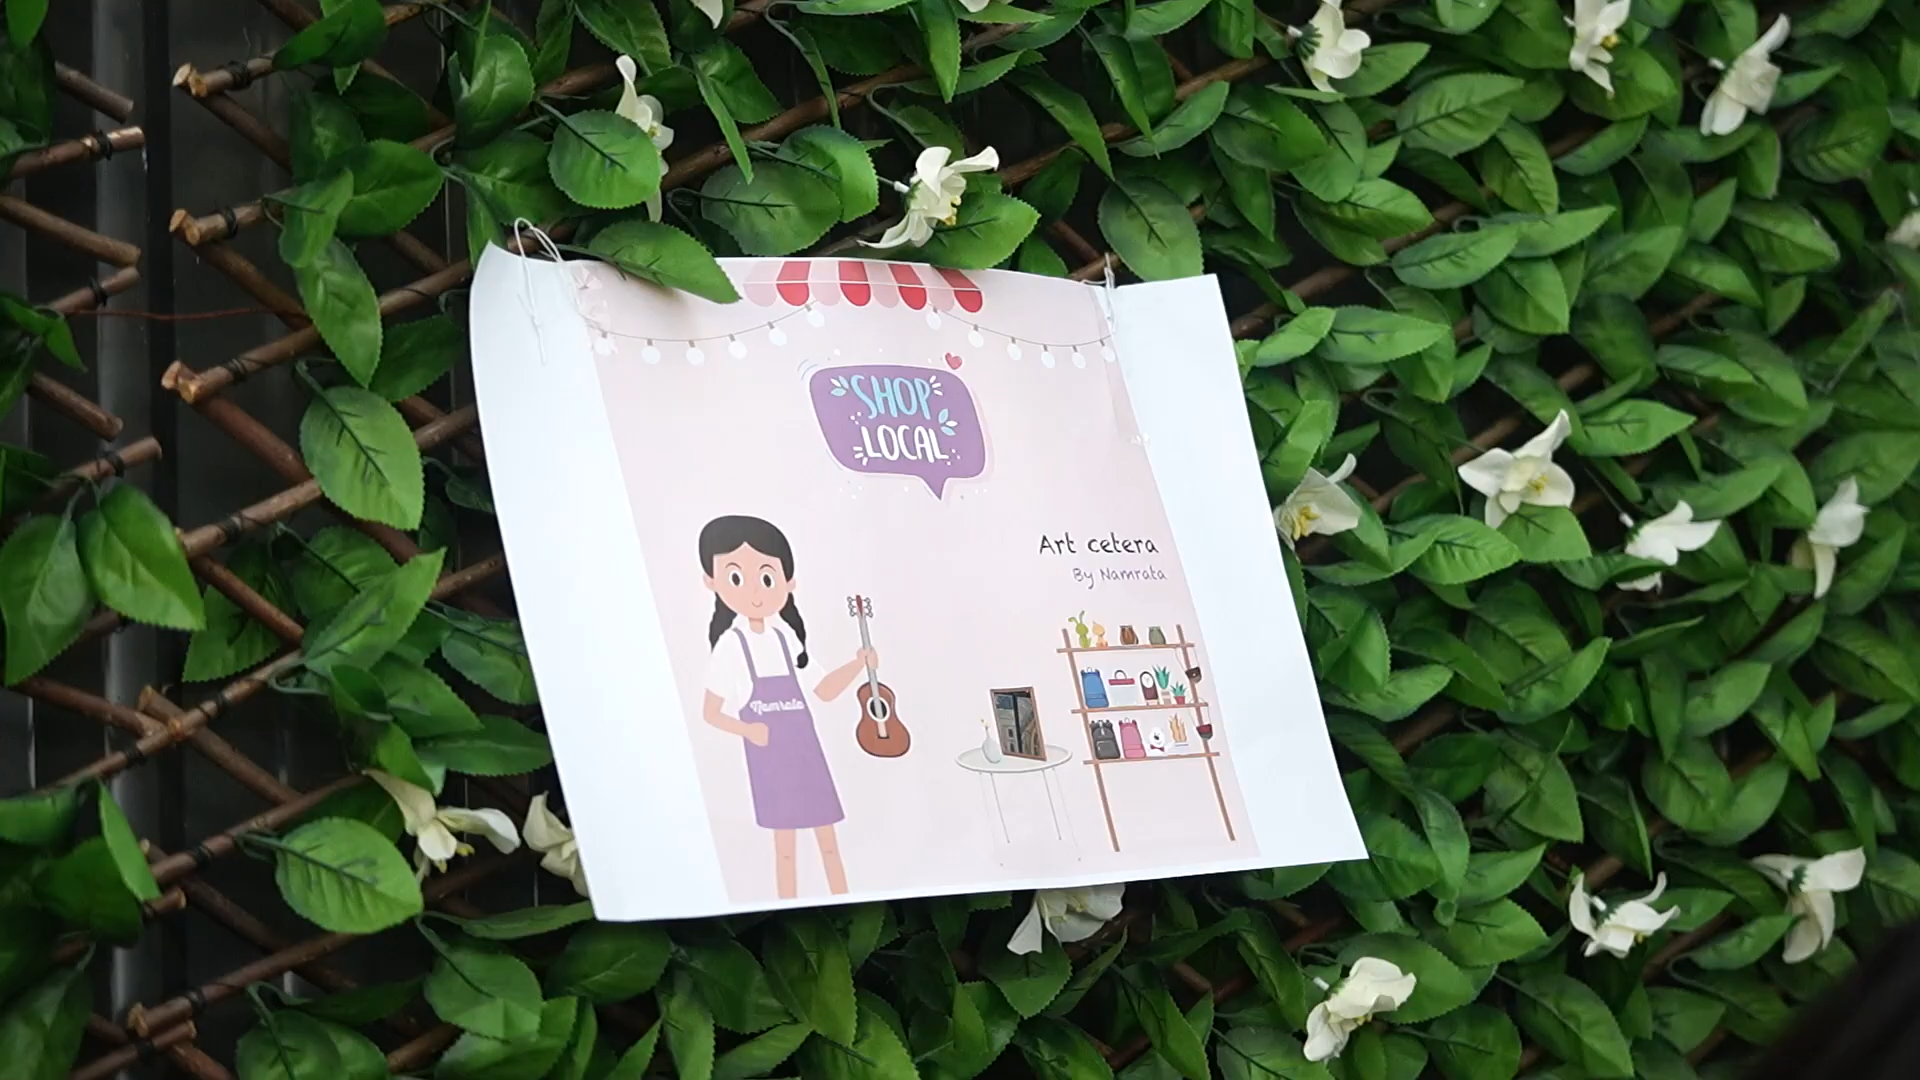 SHOP
LOCAL
Art cetera
By Namrata
Namrata